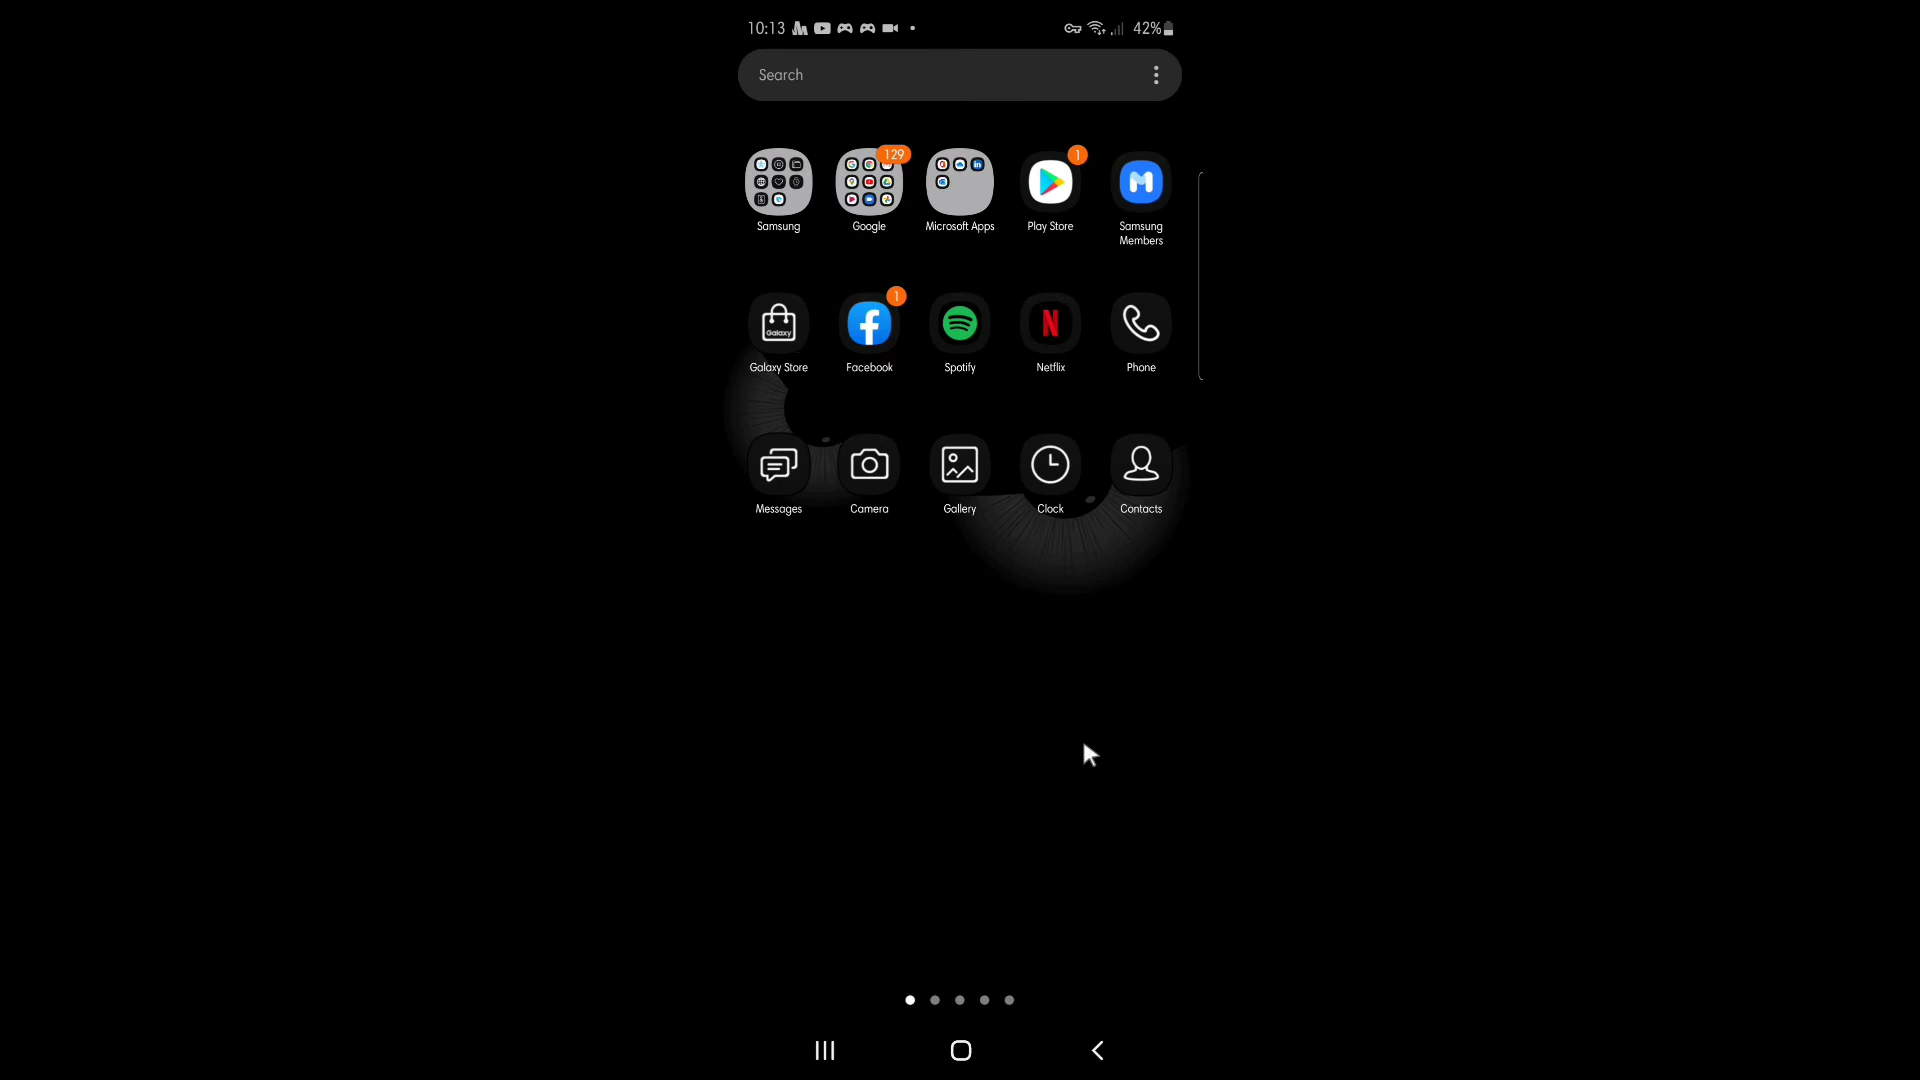 10:13
42%
Search
129
1
Samsung
Google
Microsoft Apps
Play Store
Samsung
Members
1
Galaxy
Galaxy Store
Facebook
Spotify
Netflix
Phone
Messages
Camera
Gallery
Clock
Contacts